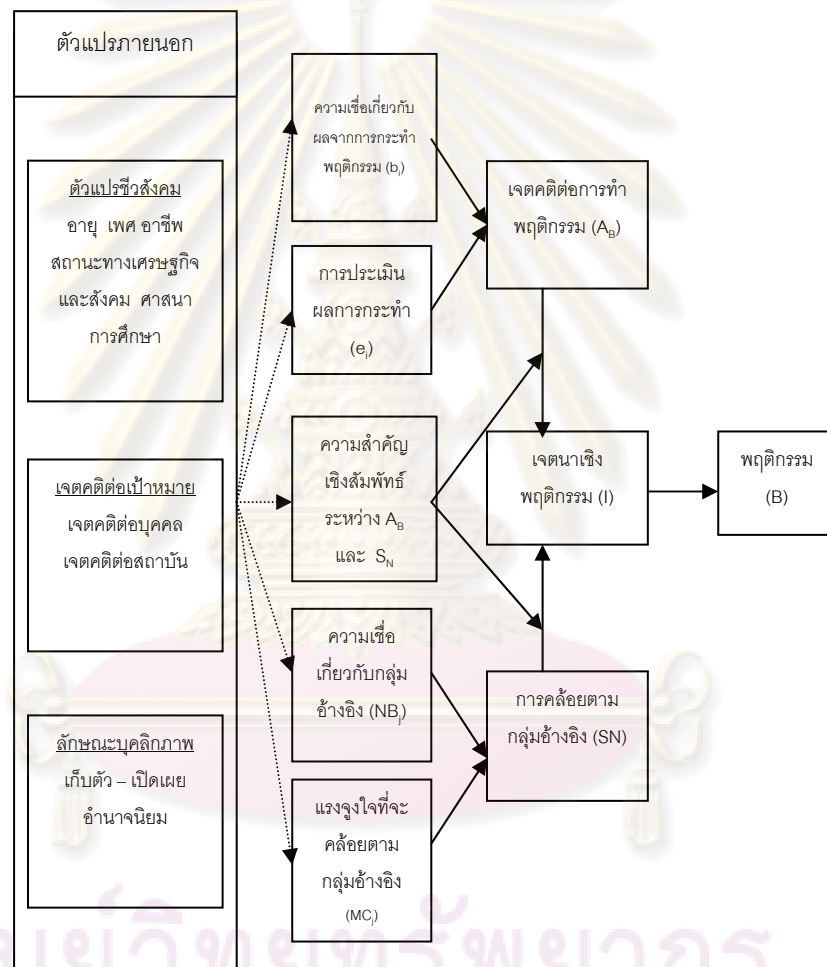 ตัวแปรภายนอก
ตัวแปรชีวสังคม
อายุ เพศ อาชีพ
สถานะทางเศรษฐกิจ
และสังคม ศาสนา
การศึกษา
เจตคติต่อเป้าหมาย
เจตคติต่อบุคคล
เจตคติต่อสถาบัน
ลักษณะบุคลิกภาพ
เก็บตัว – เปิดเผย
อำนาจนิยม
ความเชื่อเกี่ยวกับ
ผลจากการกระทำ
พฤติกรรม (bᵢ)
การประเมิน
ผลการกระทำ
(eᵢ)
ความสำคัญ
เชิงสัมพัทธ์
ระหว่าง A_B
และ S_N
ความเชื่อ
เกี่ยวกับกลุ่ม
อ้างอิง (NBⱼ)
แรงจูงใจที่จะ
คล้อยตาม
กลุ่มอ้างอิง
(MCⱼ)
เจตคติต่อการทำ
พฤติกรรม (A_B)
เจตนาเชิง
พฤติกรรม (I)
การคล้อยตาม
กลุ่มอ้างอิง (SN)
พฤติกรรม
(B)
ศูนย์วิทยทรัพยากร